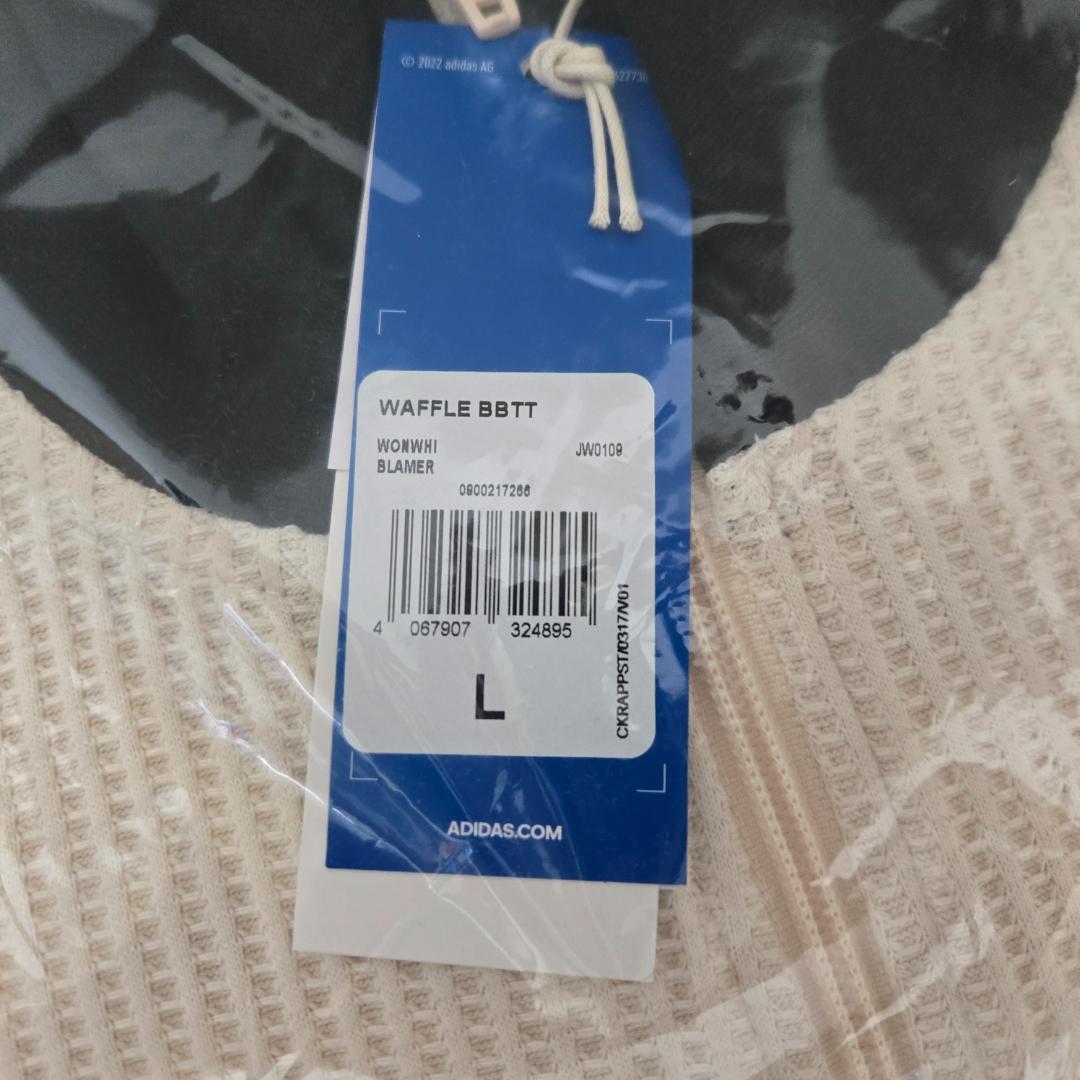 © 2022 adidas AG
WAFFLE BBTT
WONWHI JW0109
BLAMER
0900217266
4 067907 324895
CKRAPPST/0317/V01
L
ADIDAS.COM